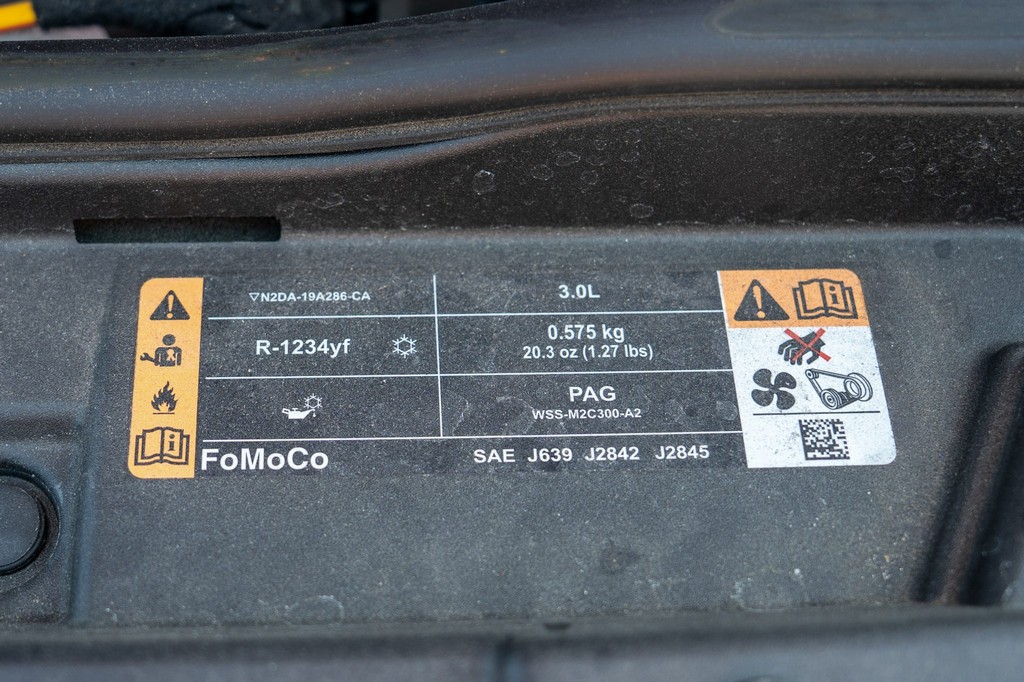 ▽N2DA-19A286-CA
3.0L
R-1234yf
0.575 kg
20.3 oz (1.27 lbs)
PAG
WSS-M2C300-A2
FoMoCo
SAE J639 J2842 J2845